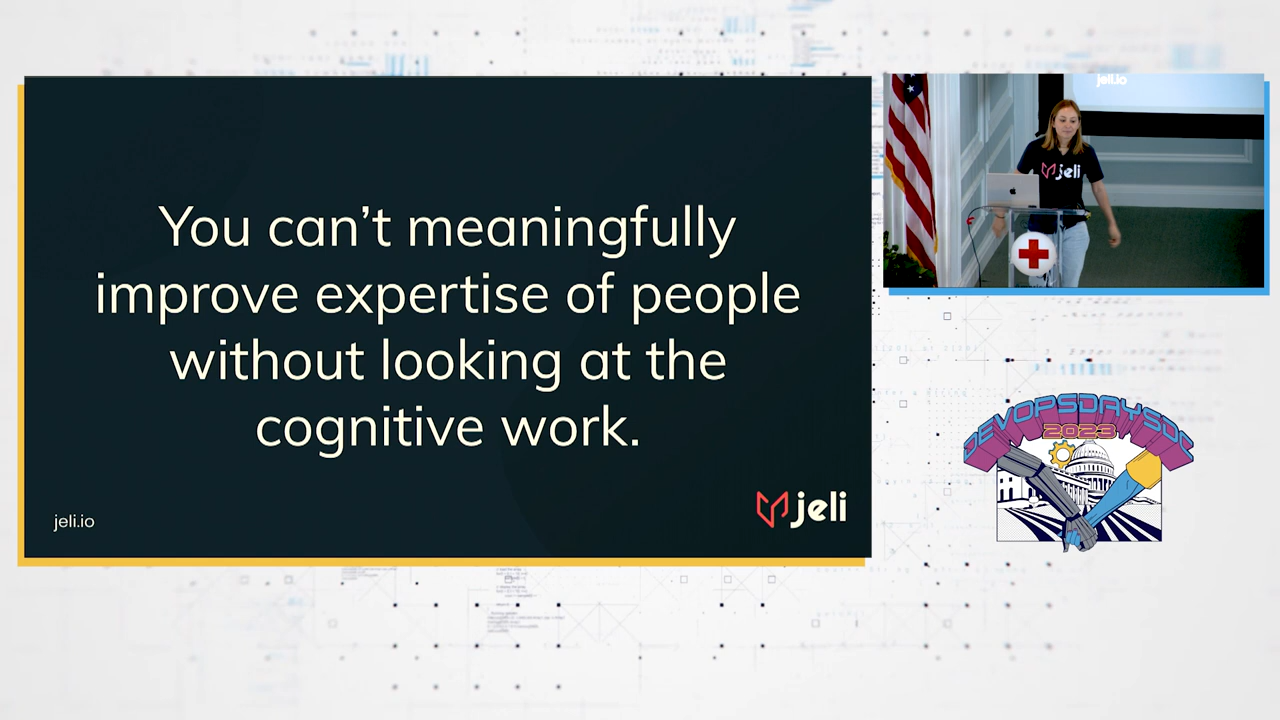 You can’t meaningfully
improve expertise of people
without looking at the
cognitive work.
jeli.io
jeli
jeli.io
jeli
DEVOPSDAYSDC
2023